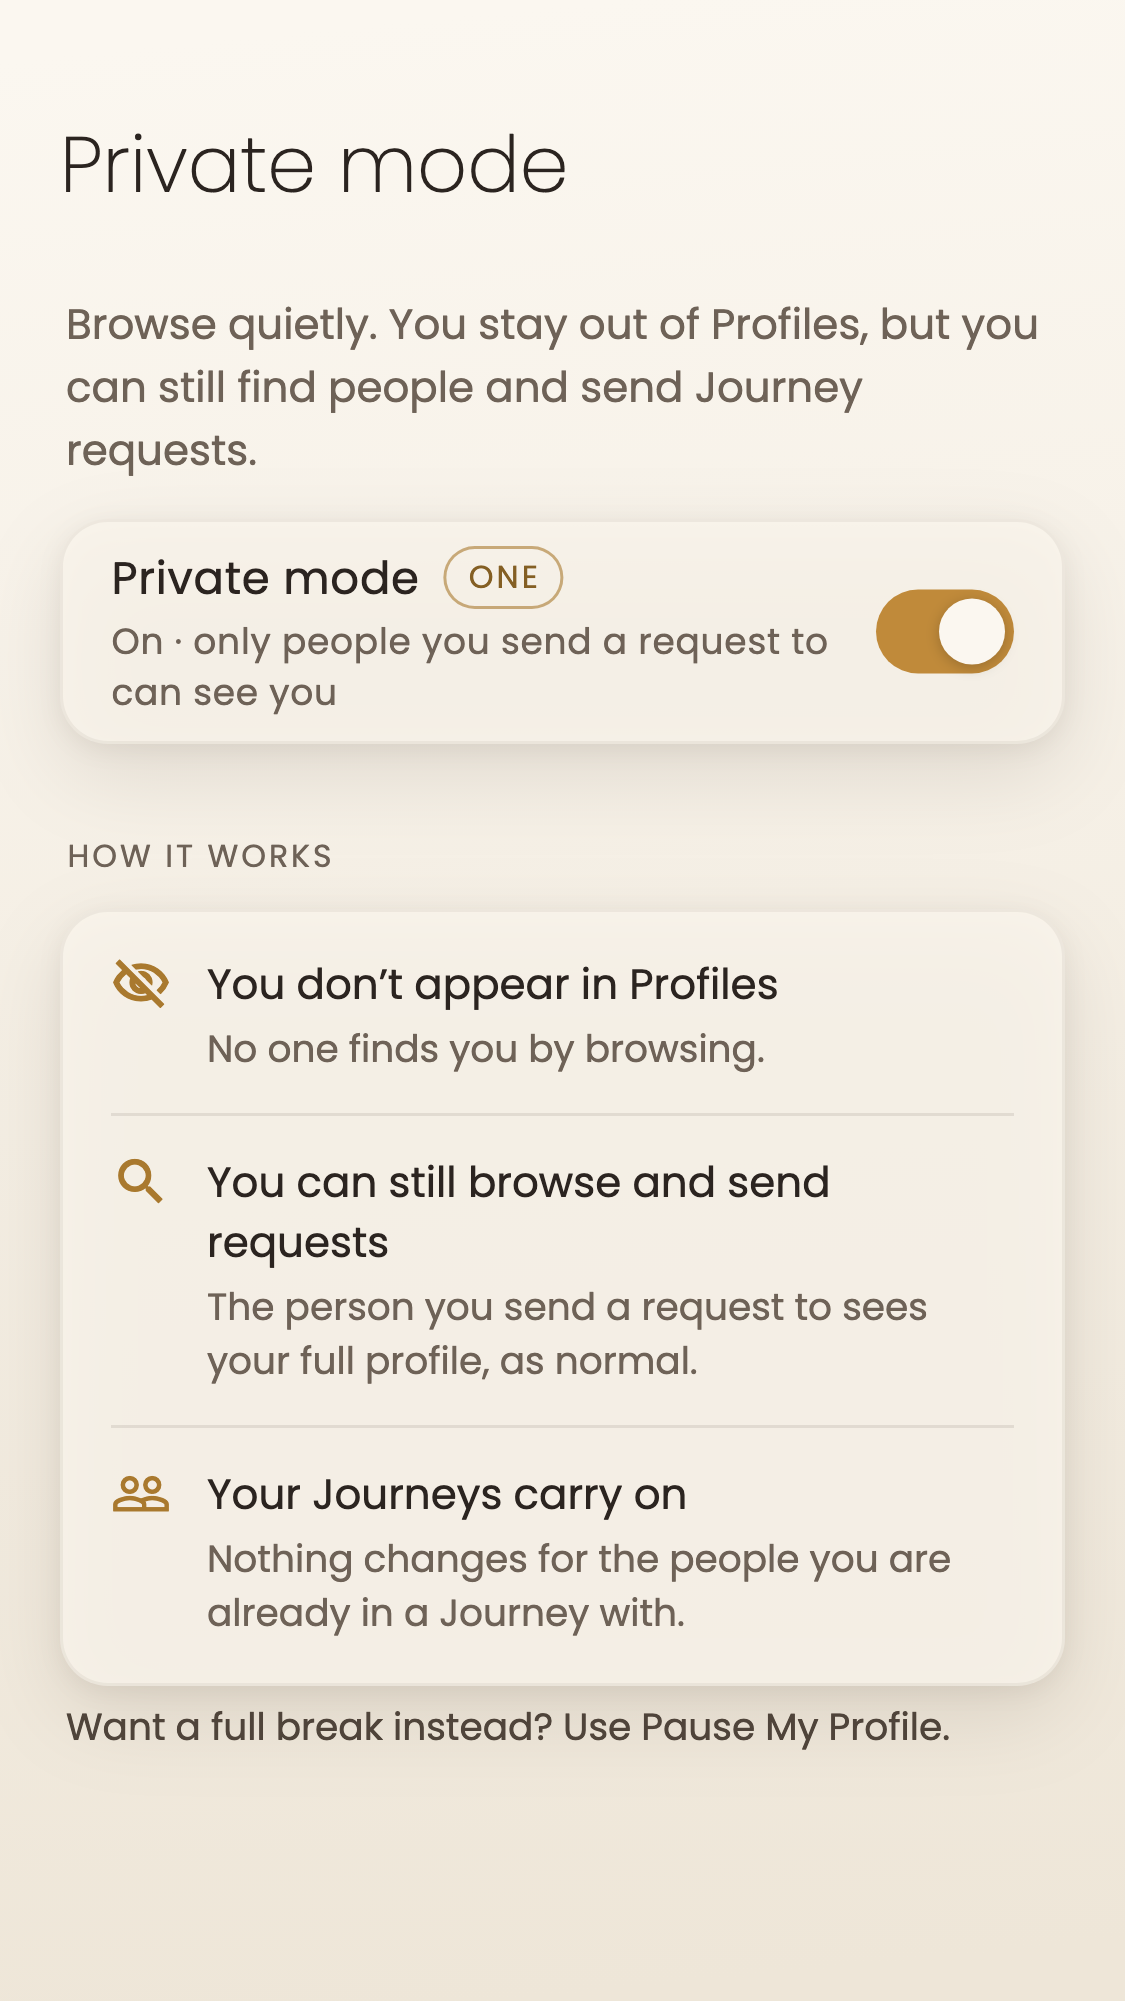 Private mode
Browse quietly. You stay out of Profiles, but you
can still find people and send Journey
requests.
Private mode ONE
On · only people you send a request to
can see you
HOW IT WORKS
You don’t appear in Profiles
No one finds you by browsing.
You can still browse and send
requests
The person you send a request to sees
your full profile, as normal.
Your Journeys carry on
Nothing changes for the people you are
already in a Journey with.
Want a full break instead? Use Pause My Profile.